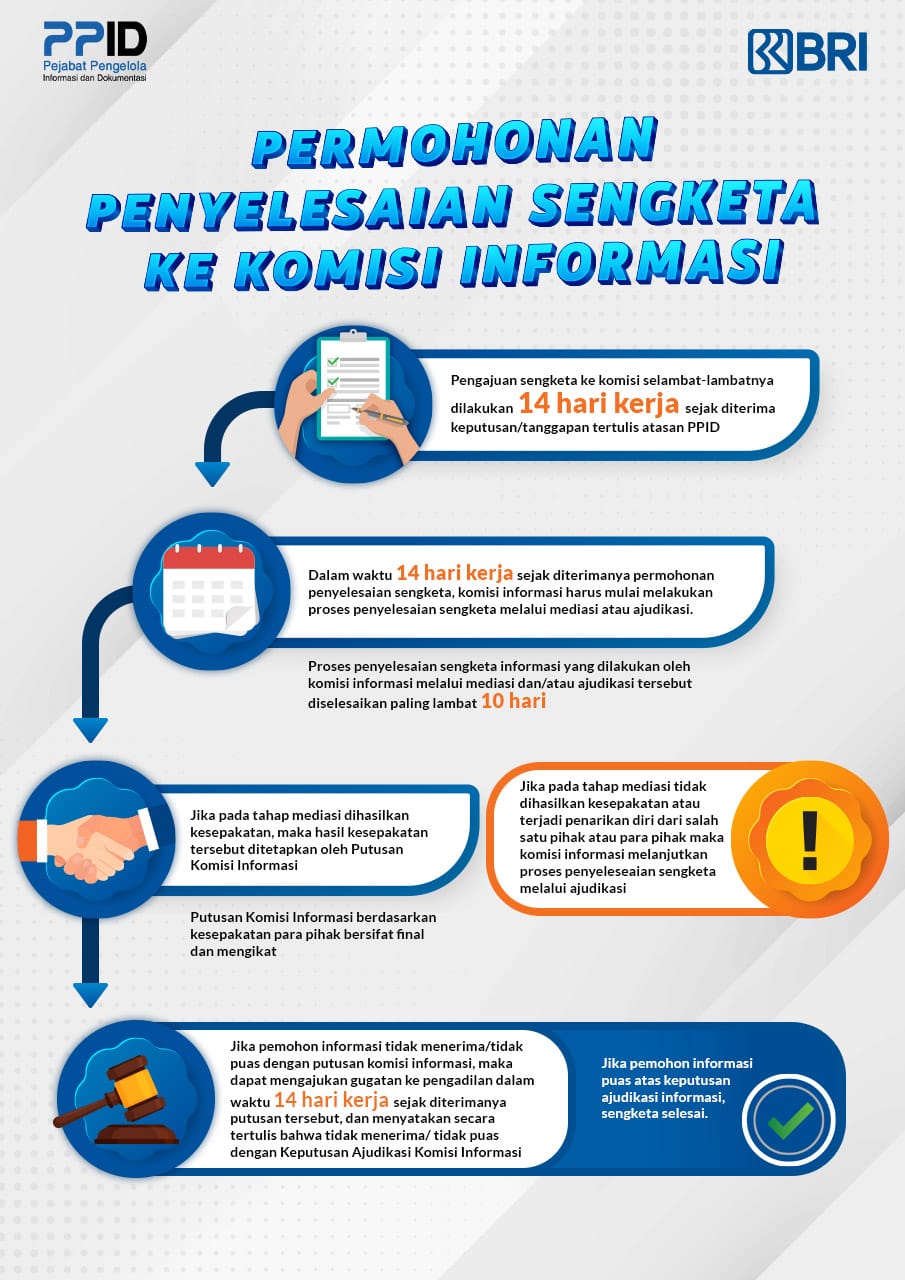 PPID
Pejabat Pengelola
Informasi dan Dokumentasi
BRI
PERMOHONAN
PENYELESAIAN SENGKETA
KE KOMISI INFORMASI
Pengajuan sengketa ke komisi selambat-lambatnya
dilakukan 14 hari kerja sejak diterima
keputusan/tanggapan tertulis atasan PPID
Dalam waktu 14 hari kerja sejak diterimanya permohonan
penyelesaian sengketa, komisi informasi harus mulai melakukan
proses penyelesaian sengketa melalui mediasi atau ajudikasi.
Proses penyelesaian sengketa informasi yang dilakukan oleh
komisi informasi melalui mediasi dan/atau ajudikasi tersebut
diselesaikan paling lambat 10 hari
Jika pada tahap mediasi dihasilkan
kesepakatan, maka hasil kesepakatan
tersebut ditetapkan oleh Putusan
Komisi Informasi
Putusan Komisi Informasi berdasarkan
kesepakatan para pihak bersifat final
dan mengikat
Jika pada tahap mediasi tidak
dihasilkan kesepakatan atau
terjadi penarikan diri dari salah
satu pihak atau para pihak maka
komisi informasi melanjutkan
proses penyeleseaian sengketa
melalui ajudikasi
Jika pemohon informasi tidak menerima/tidak
puas dengan putusan komisi informasi, maka
dapat mengajukan gugatan ke pengadilan dalam
waktu 14 hari kerja sejak diterimanya
putusan tersebut, dan menyatakan secara
tertulis bahwa tidak menerima/ tidak puas
dengan Keputusan Ajudikasi Komisi Informasi
Jika pemohon informasi
puas atas keputusan
ajudikasi informasi,
sengketa selesai.